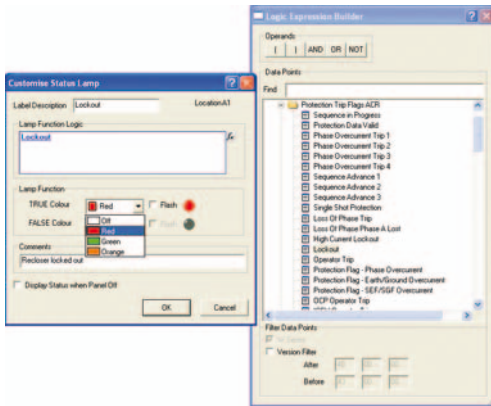 Customise Status Lamp
Label Description Lockout Location A1
Lamp Function Logic
Lockout
fx
Lamp Function
TRUE Colour Red Flash
FALSE Colour Flash
Off
Red
Green
Orange
Comments
Recloser locked out
Display Status when Panel Off
OK Cancel
Logic Expression Builder
Operands
( ) AND OR NOT
Data Points
Find
Protection Trip Flags ACR
Sequence in Progress
Protection Data Valid
Phase Overcurrent Trip 1
Phase Overcurrent Trip 2
Phase Overcurrent Trip 3
Phase Overcurrent Trip 4
Sequence Advance 1
Sequence Advance 2
Sequence Advance 3
Single Shot Protection
Loss Of Phase Trip
Loss Of Phase Phase A Lost
High Current Lockout
Lockout
Operator Trip
Protection Flag - Phase Overcurrent
Protection Flag - Earth/Ground Overcurrent
Protection Flag - SEF/SGF Overcurrent
OCP Operator Trip
Filter Data Points
Version Filter
After
Before